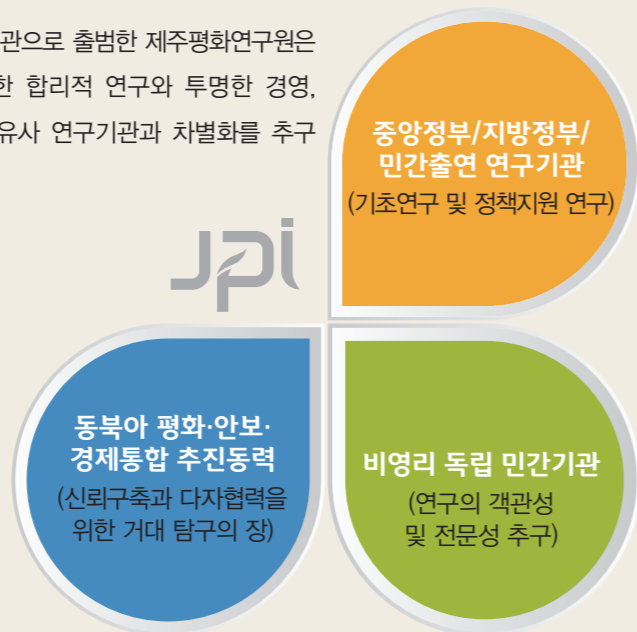 관으로 출범한 제주평화연구원은
한 합리적 연구와 투명한 경영,
유사 연구기관과 차별화를 추구
중앙정부/지방정부/
민간출연 연구기관
(기초연구 및 정책지원 연구)
JPI
동북아 평화·안보·
경제통합 추진동력
(신뢰구축과 다자협력을
위한 거대 탐구의 장)
비영리 독립 민간기관
(연구의 객관성
및 전문성 추구)